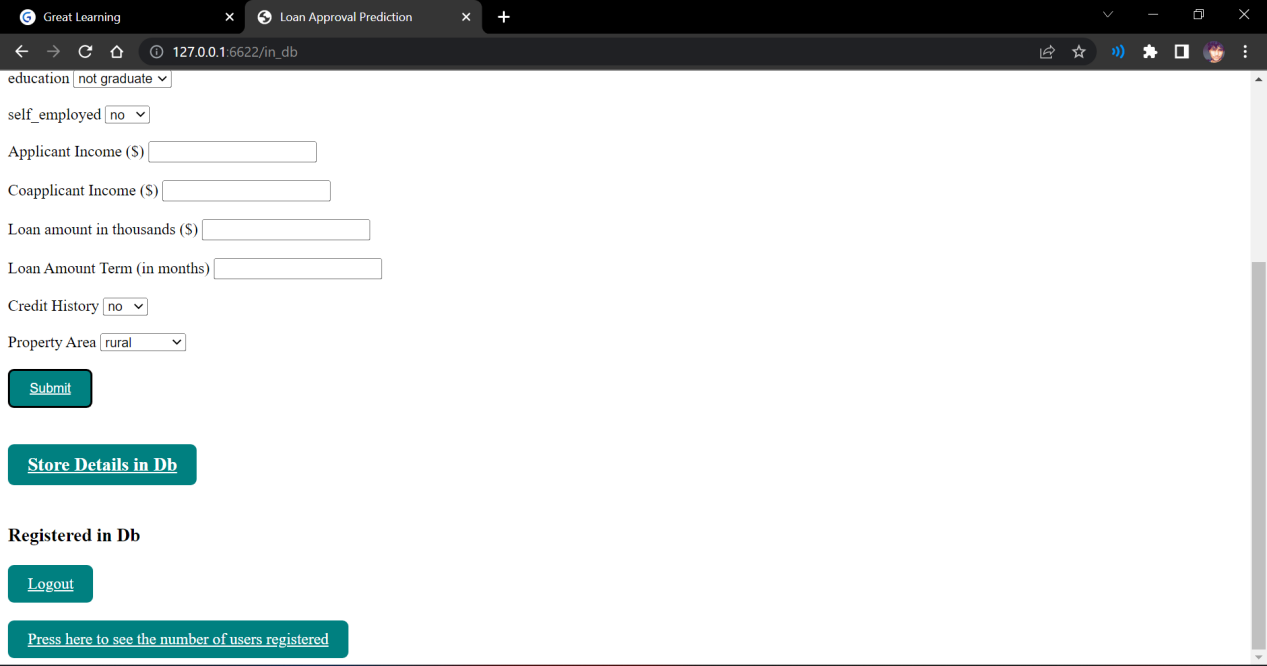 Great Learning
Loan Approval Prediction
127.0.0.1:6622/in_db
education not graduate
self_employed no
Applicant Income ($)
Coapplicant Income ($)
Loan amount in thousands ($)
Loan Amount Term (in months)
Credit History no
Property Area rural
Submit
Store Details in Db
Registered in Db
Logout
Press here to see the number of users registered